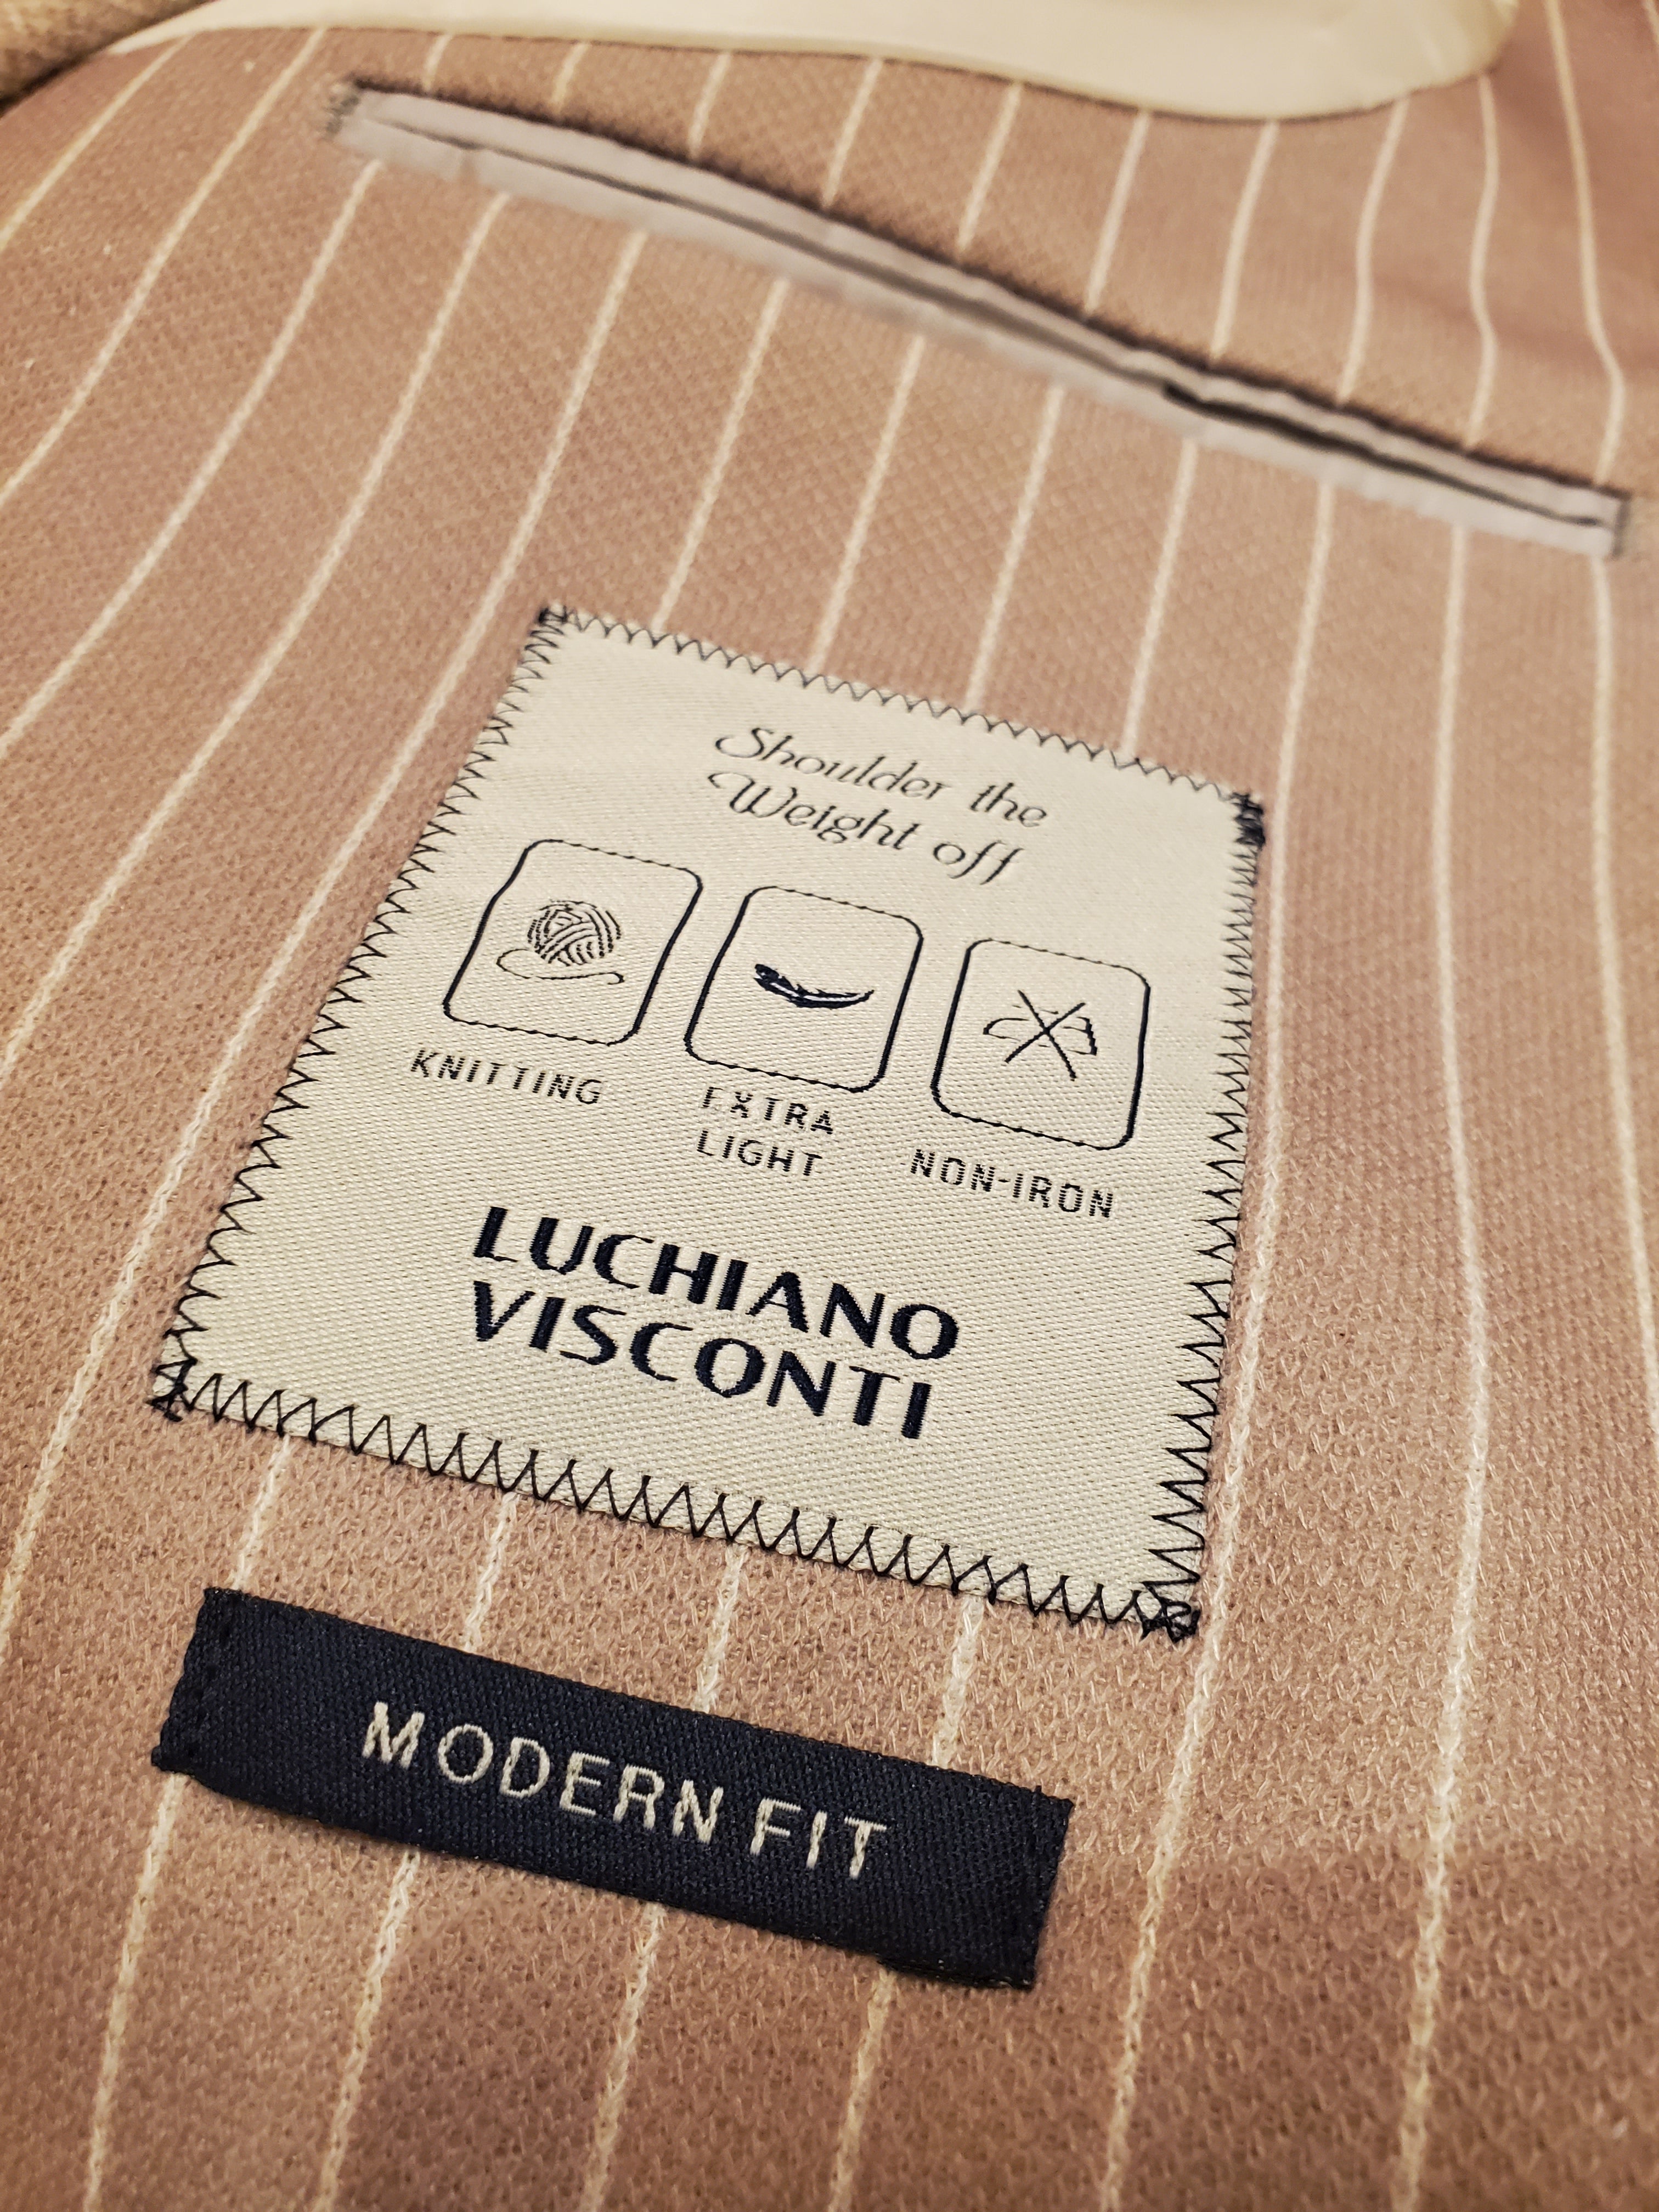 Shoulder the
Weight off
KNITTING
EXTRA
LIGHT
NON-IRON
LUCHIANO
VISCONTI
MODERN FIT